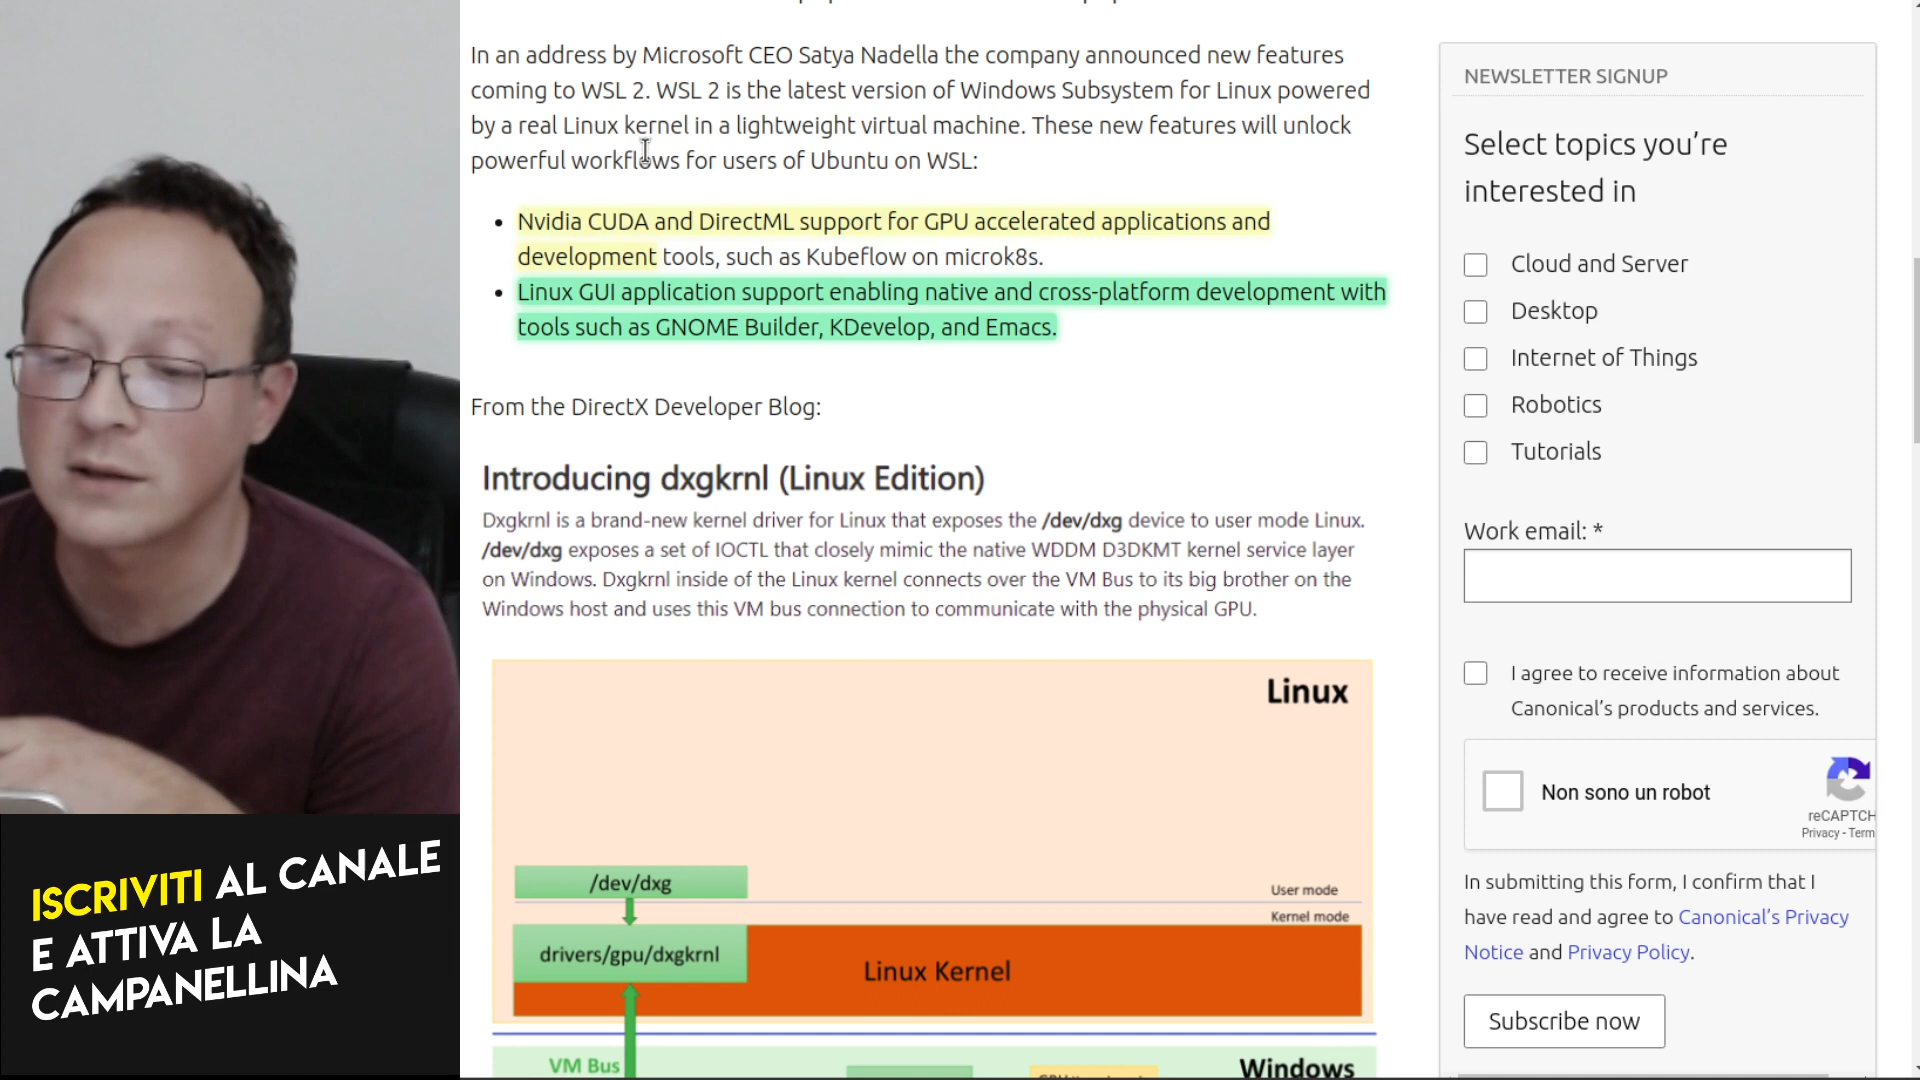 In an address by Microsoft CEO Satya Nadella the company announced new features
coming to WSL 2. WSL 2 is the latest version of Windows Subsystem for Linux powered
by a real Linux kernel in a lightweight virtual machine. These new features will unlock
powerful workflows for users of Ubuntu on WSL:
• Nvidia CUDA and DirectML support for GPU accelerated applications and
development tools, such as Kubeflow on microk8s.
• Linux GUI application support enabling native and cross-platform development with
tools such as GNOME Builder, KDevelop, and Emacs.
From the DirectX Developer Blog:
Introducing dxgkrnl (Linux Edition)
Dxgkrnl is a brand-new kernel driver for Linux that exposes the /dev/dxg device to user mode Linux.
/dev/dxg exposes a set of IOCTL that closely mimic the native WDDM D3DKMT kernel service layer
on Windows. Dxgkrnl inside of the Linux kernel connects over the VM Bus to its big brother on the
Windows host and uses this VM bus connection to communicate with the physical GPU.
Linux
/dev/dxg
User mode
Kernel mode
drivers/gpu/dxgkrnl
Linux Kernel
VM Bus
Windows
NEWSLETTER SIGNUP
Select topics you’re
interested in
Cloud and Server
Desktop
Internet of Things
Robotics
Tutorials
Work email: *
I agree to receive information about
Canonical’s products and services.
Non sono un robot
reCAPTCH
Privacy - Term
In submitting this form, I confirm that I
have read and agree to Canonical’s Privacy
Notice and Privacy Policy.
Subscribe now
ISCRIVITI AL CANALE
E ATTIVA LA
CAMPANELLINA